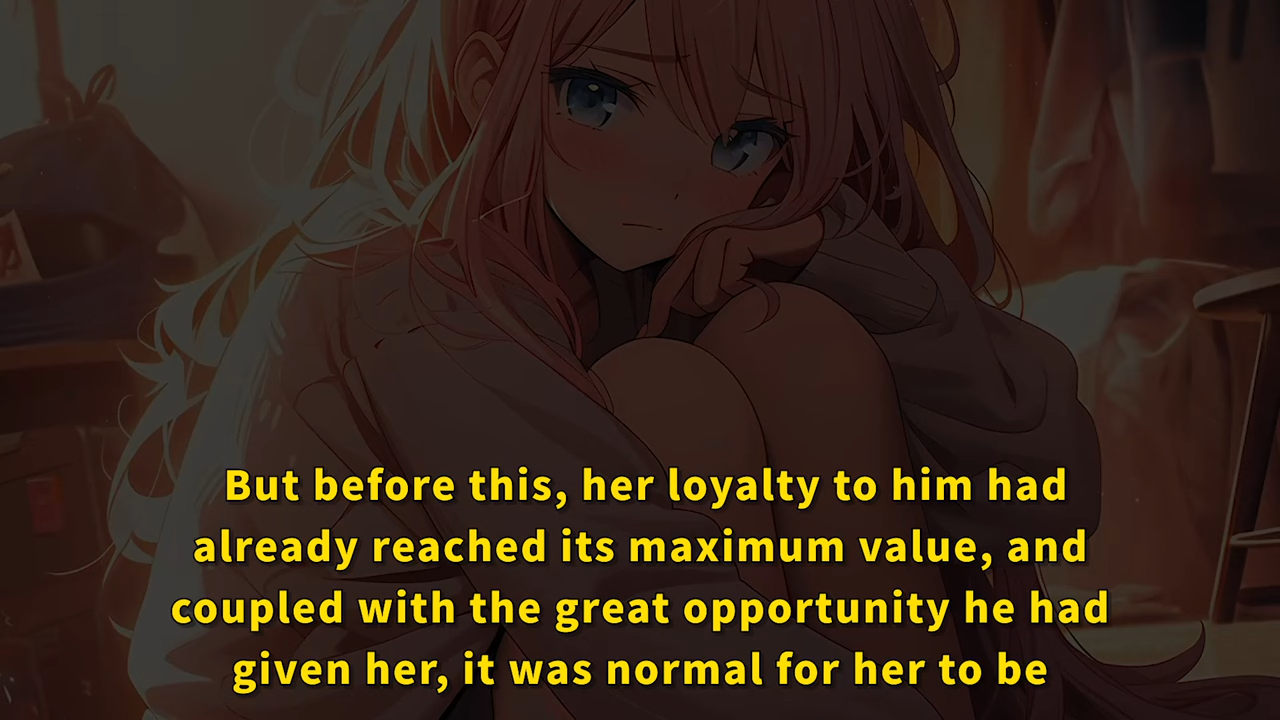 But before this, her loyalty to him had
already reached its maximum value, and
coupled with the great opportunity he had
given her, it was normal for her to be